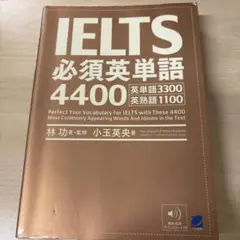 IELTS
必須英単語
4400 英単語3300
英熟語1100
Perfect Your Vocabulary for IELTS with These 4400
Most Commonly Appearing Words And Idioms in the Test
林 功 著・監修 小玉英央 著